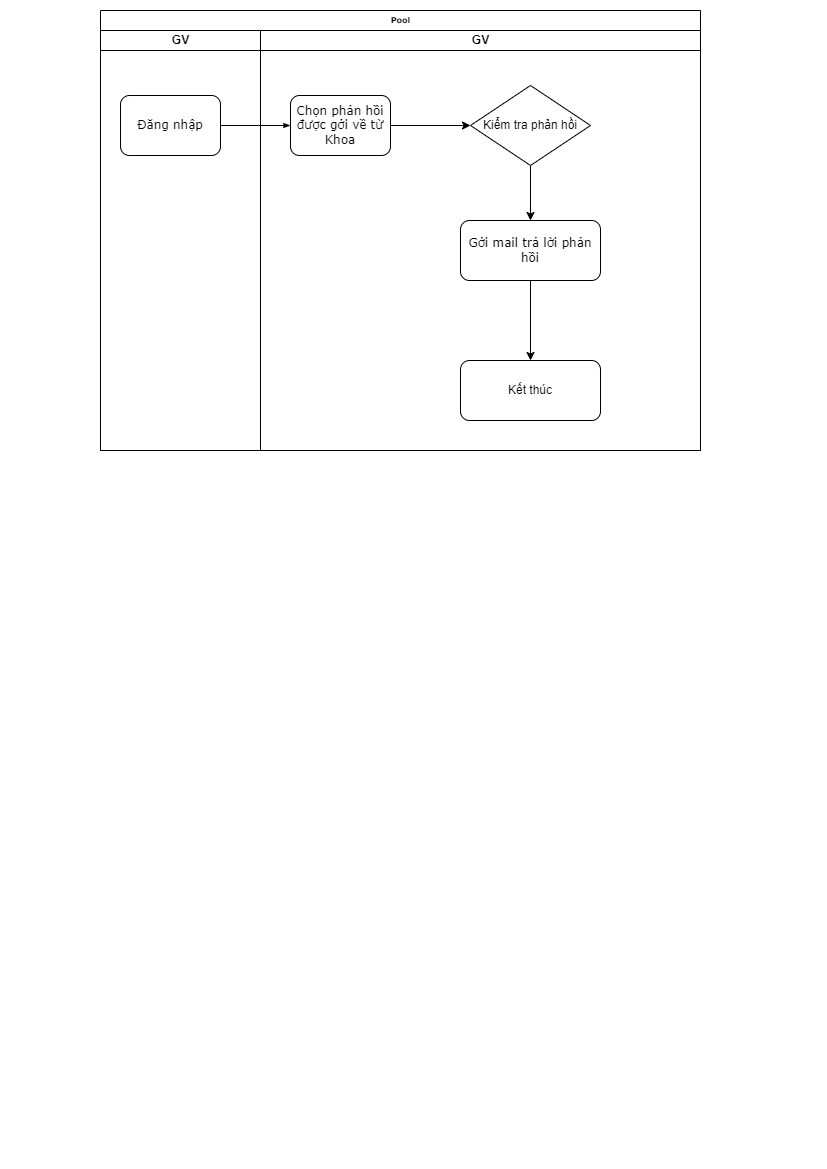 Pool
GV
GV
Đăng nhập
Chọn phản hồi
được gởi về từ
Khoa
Kiểm tra phản hồi
Gởi mail trả lời phản
hồi
Kết thúc